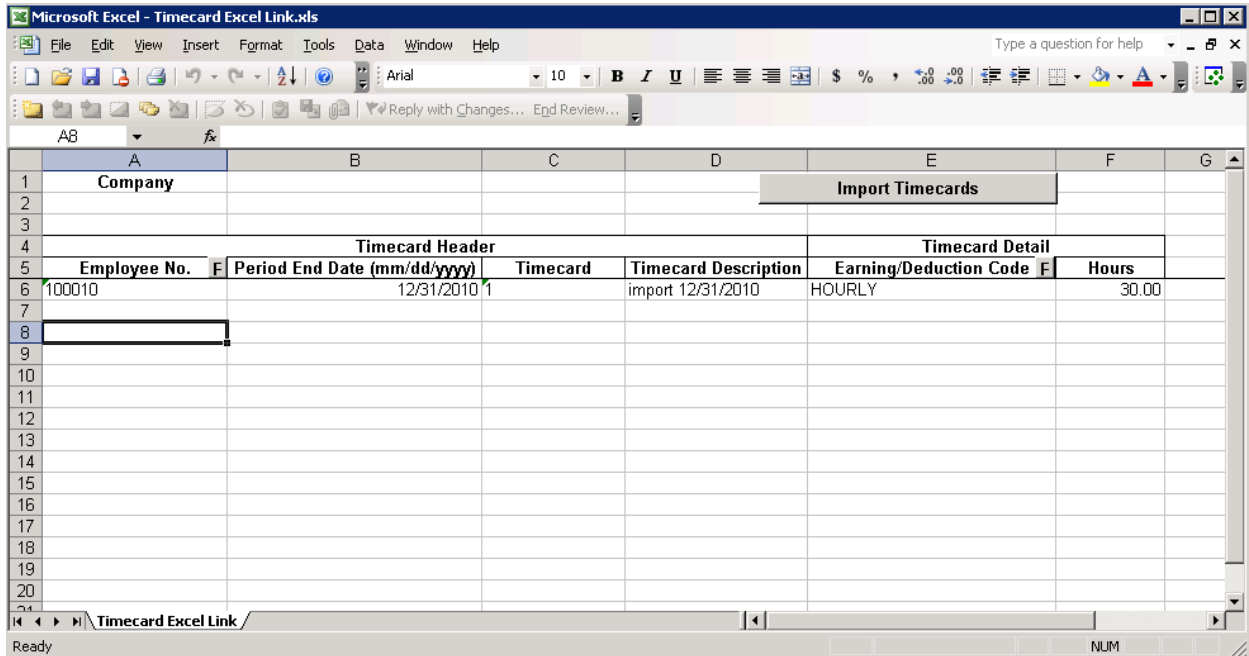 Microsoft Excel - Timecard Excel Link.xls
File Edit View Insert Format Tools Data Window Help Type a question for help
Arial 10 B I U $ % , .00
Reply with Changes... End Review...
A8 fx
A B C D E F G
1 Company Import Timecards
2
3
4 Timecard Header Timecard Detail
5 Employee No. F Period End Date (mm/dd/yyyy) Timecard Timecard Description Earning/Deduction Code F Hours
6 100010 12/31/2010 1 import 12/31/2010 HOURLY 30.00
7
8
9
10
11
12
13
14
15
16
17
18
19
20
Timecard Excel Link
Ready NUM